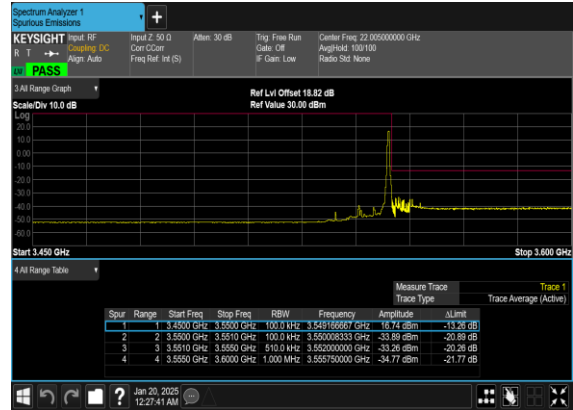 Spectrum Analyzer 1
Spurious Emissions
KEYSIGHT Input: RF Input Z: 50 Ω Atten: 30 dB Trig: Free Run Center Freq: 22.005000000 GHz
R T Coupling: DC Corr CCorr Gate: Off Avg|Hold: 100/100
Align: Auto Freq Ref: Int (S) IF Gain: Low Radio Std: None
PASS
3 All Range Graph
Ref Lvl Offset 18.82 dB
Scale/Div 10.0 dB Ref Value 30.00 dBm
Log
20.0
10.0
0.00
-10.0
-20.0
-30.0
-40.0
-50.0
-60.0
Start 3.450 GHz Stop 3.600 GHz
4 All Range Table
Measure Trace Trace 1
Trace Type Trace Average (Active)
Spur Range Start Freq Stop Freq RBW Frequency Amplitude ΔLimit
1 1 3.4500 GHz 3.5500 GHz 100.0 kHz 3.549166667 GHz 16.74 dBm -13.26 dB
2 2 3.5500 GHz 3.5510 GHz 100.0 kHz 3.550008333 GHz -33.89 dBm -20.89 dB
3 3 3.5510 GHz 3.5550 GHz 510.0 kHz 3.552000000 GHz -33.26 dBm -20.26 dB
4 4 3.5550 GHz 3.6000 GHz 1.000 MHz 3.555750000 GHz -34.77 dBm -21.77 dB
? Jan 20, 2025
12:27:41 AM